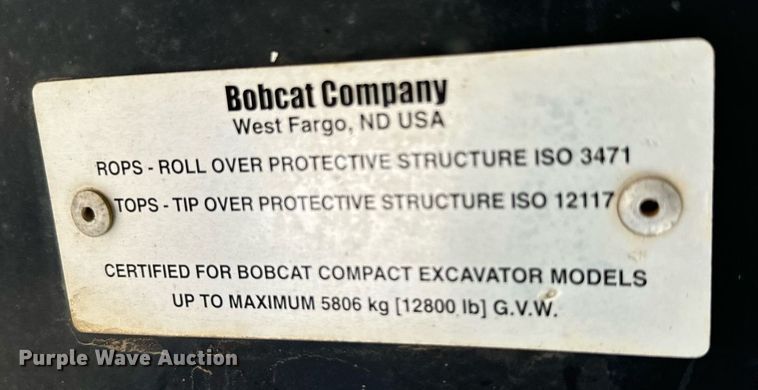 Bobcat Company
West Fargo, ND USA
ROPS - ROLL OVER PROTECTIVE STRUCTURE ISO 3471
TOPS - TIP OVER PROTECTIVE STRUCTURE ISO 12117
CERTIFIED FOR BOBCAT COMPACT EXCAVATOR MODELS
UP TO MAXIMUM 5806 kg [12800 lb] G.V.W.
Purple Wave Auction